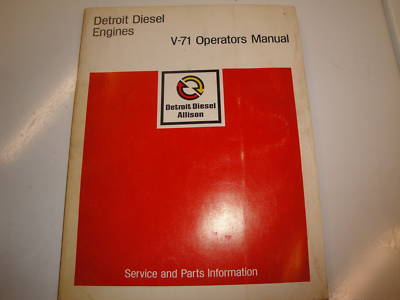 Detroit Diesel
Engines
V-71 Operators Manual
Detroit Diesel
Allison
Service and Parts Information